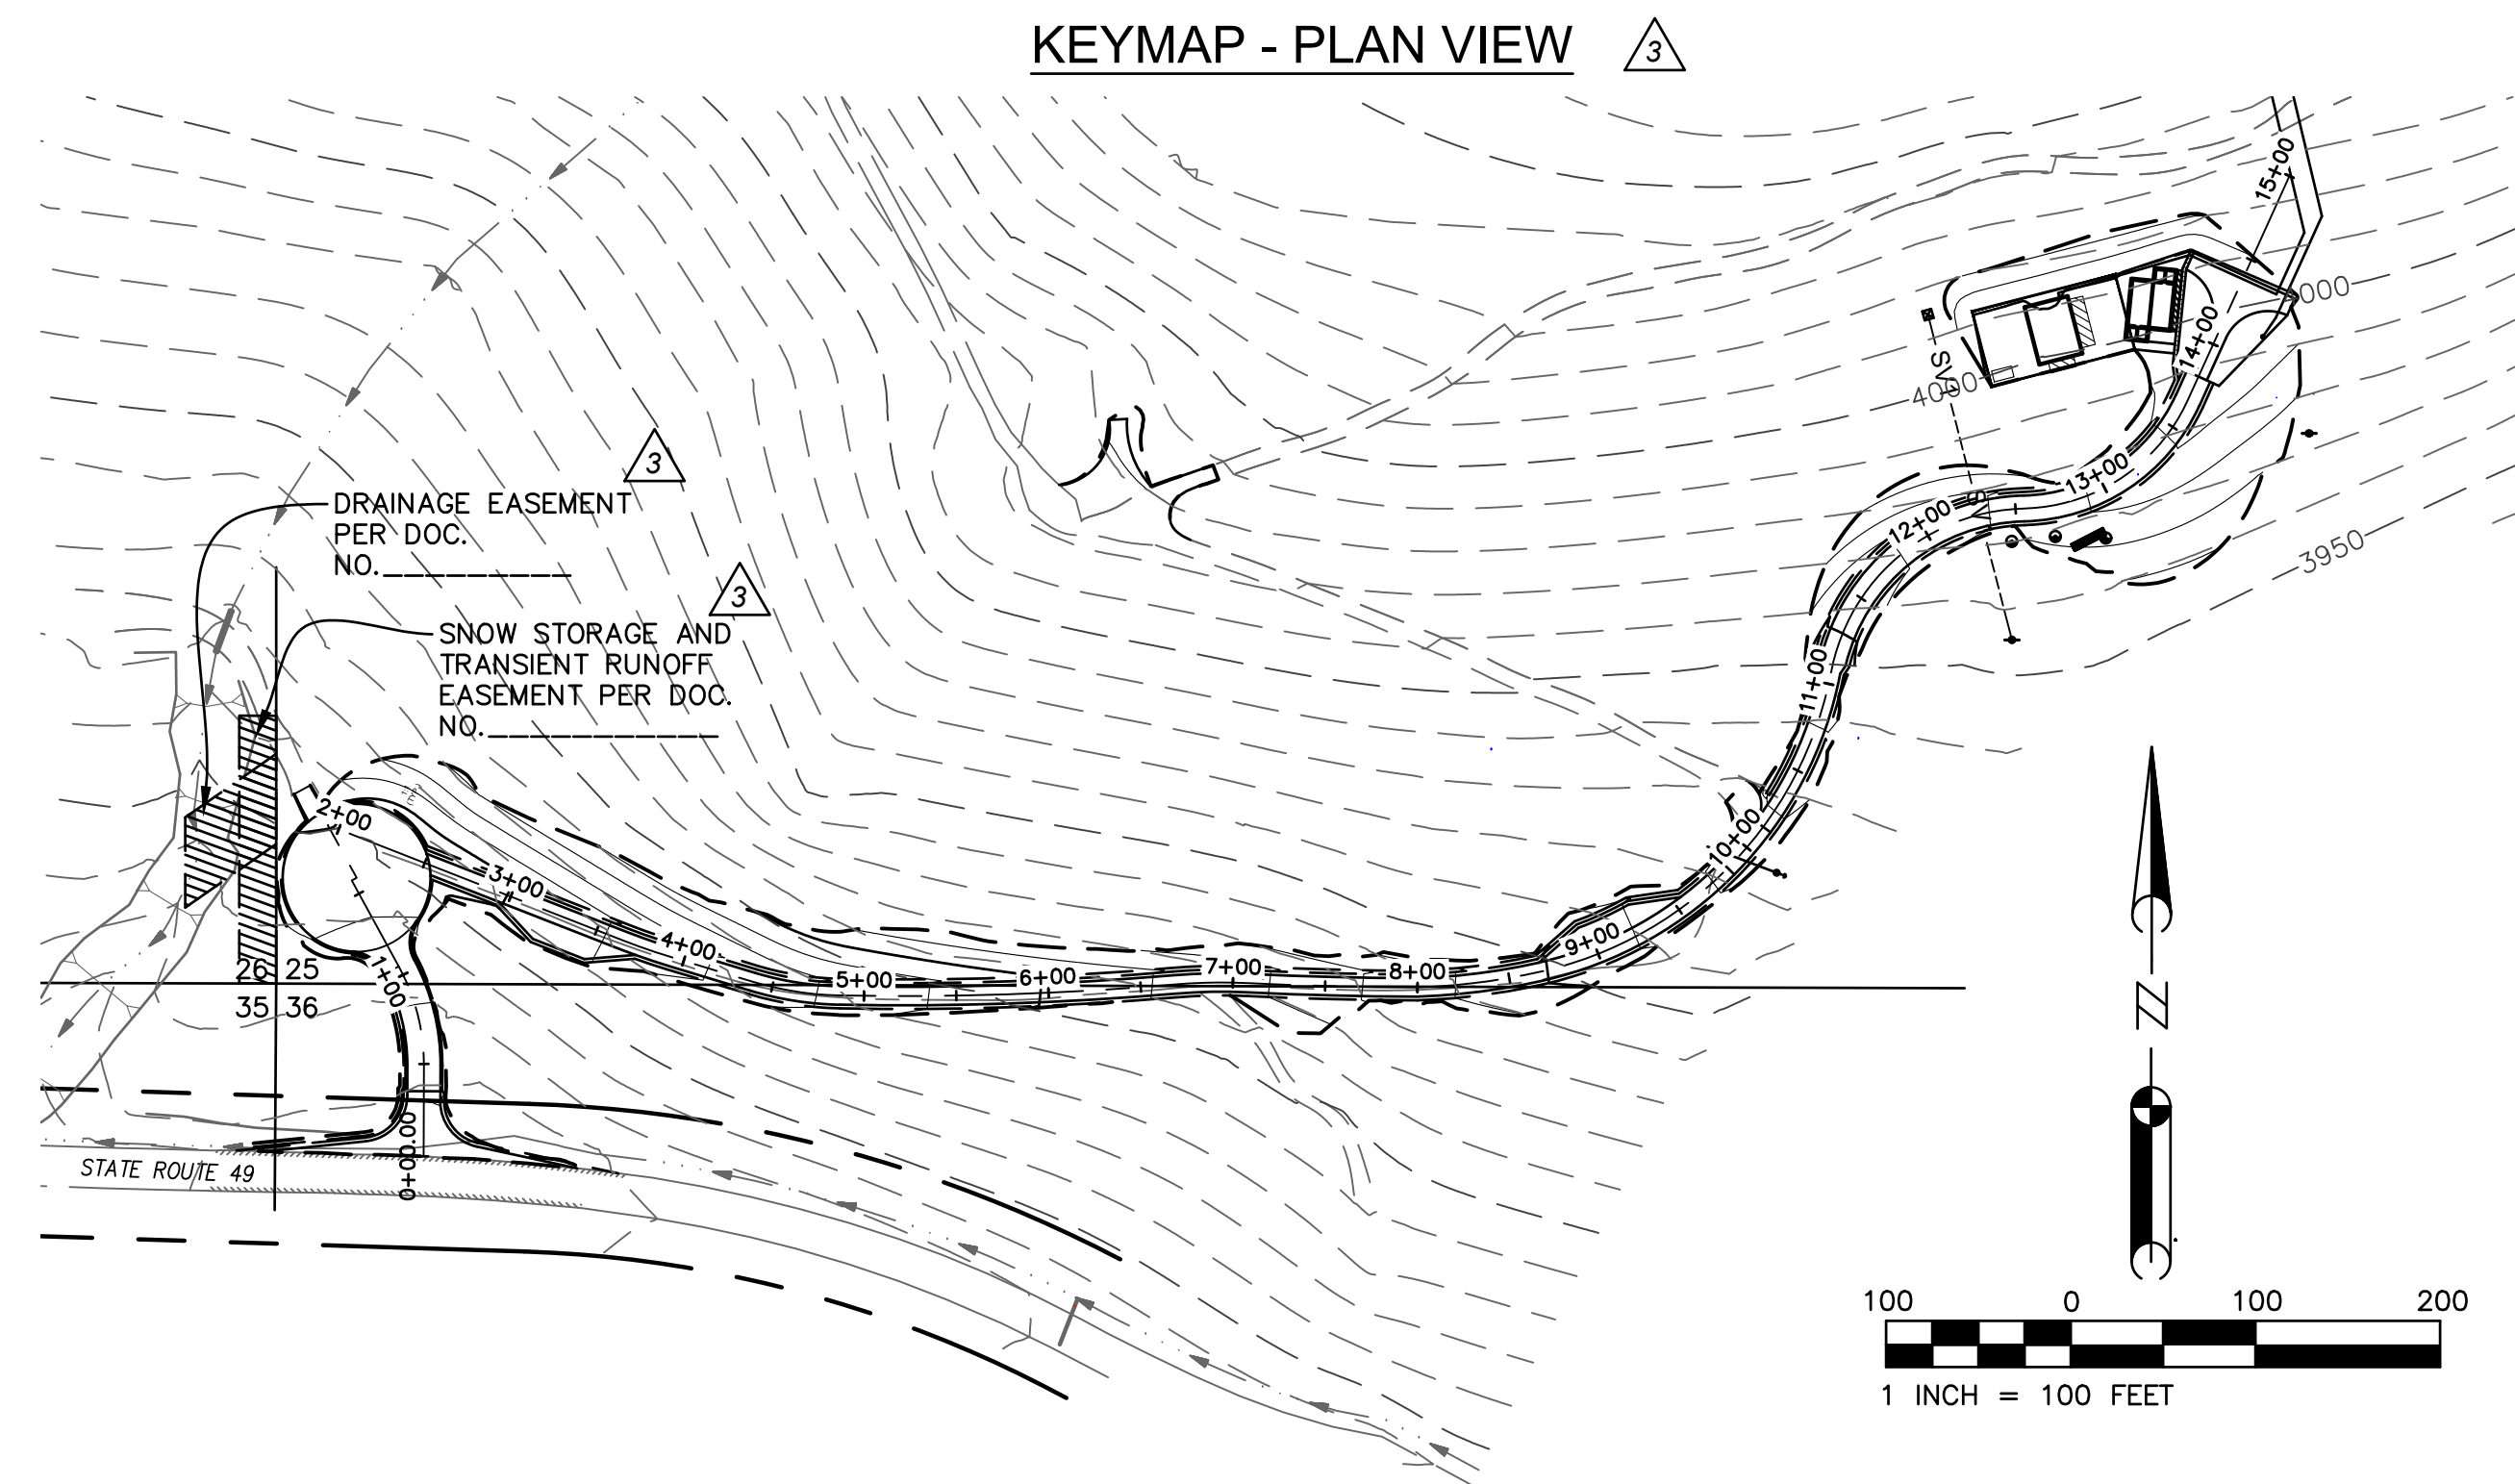 KEYMAP - PLAN VIEW
3
15+00
4000
14+00
SW
3
13+00
DRAINAGE EASEMENT
PER DOC.
NO.__________
S
12+00
3950
3
SNOW STORAGE AND
TRANSIENT RUNOFF
EASEMENT PER DOC.
NO.___________
11+00
2+00
10+00
3+00
4+00
9+00
5+00
6+00
7+00
8+00
26 25
35 36
1+00
N
0+00.00
STATE ROUTE 49
100 0 100 200
1 INCH = 100 FEET